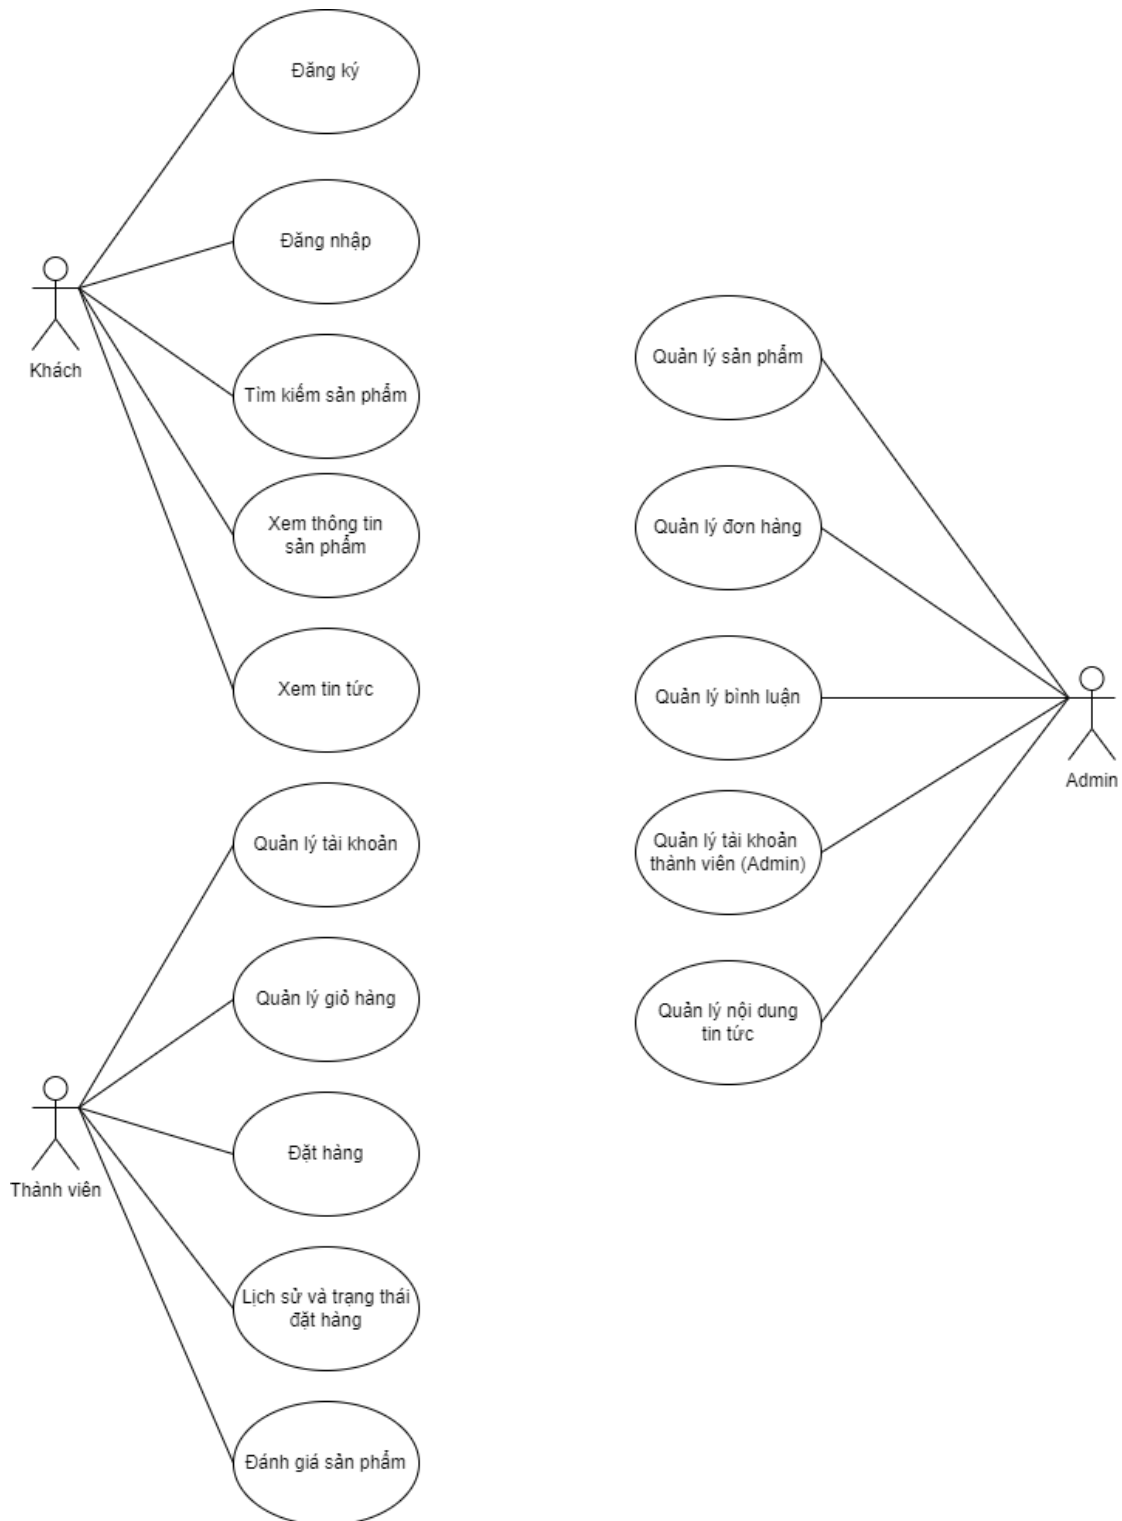 Đăng ký
Đăng nhập
Khách
Tìm kiếm sản phẩm
Xem thông tin
sản phẩm
Xem tin tức
Quản lý tài khoản
Quản lý giỏ hàng
Thành viên
Đặt hàng
Lịch sử và trạng thái
đặt hàng
Đánh giá sản phẩm
Quản lý sản phẩm
Quản lý đơn hàng
Quản lý bình luận
Admin
Quản lý tài khoản
thành viên (Admin)
Quản lý nội dung
tin tức